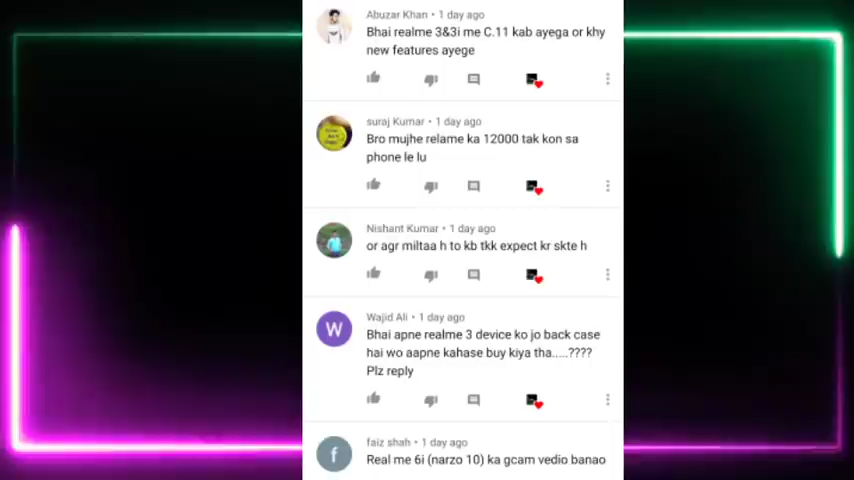 Abuzar Khan • 1 day ago
Bhai realme 3&3i me C.11 kab ayega or khy
new features ayege
suraj Kumar • 1 day ago
Bro mujhe relame ka 12000 tak kon sa
phone le lu
Nishant Kumar • 1 day ago
or agr miltaa h to kb tkk expect kr skte h
Wajid Ali • 1 day ago
W
Bhai apne realme 3 device ko jo back case
hai wo aapne kahase buy kiya tha.....????
Plz reply
faiz shah • 1 day ago
f
Real me 6i (narzo 10) ka gcam vedio banao